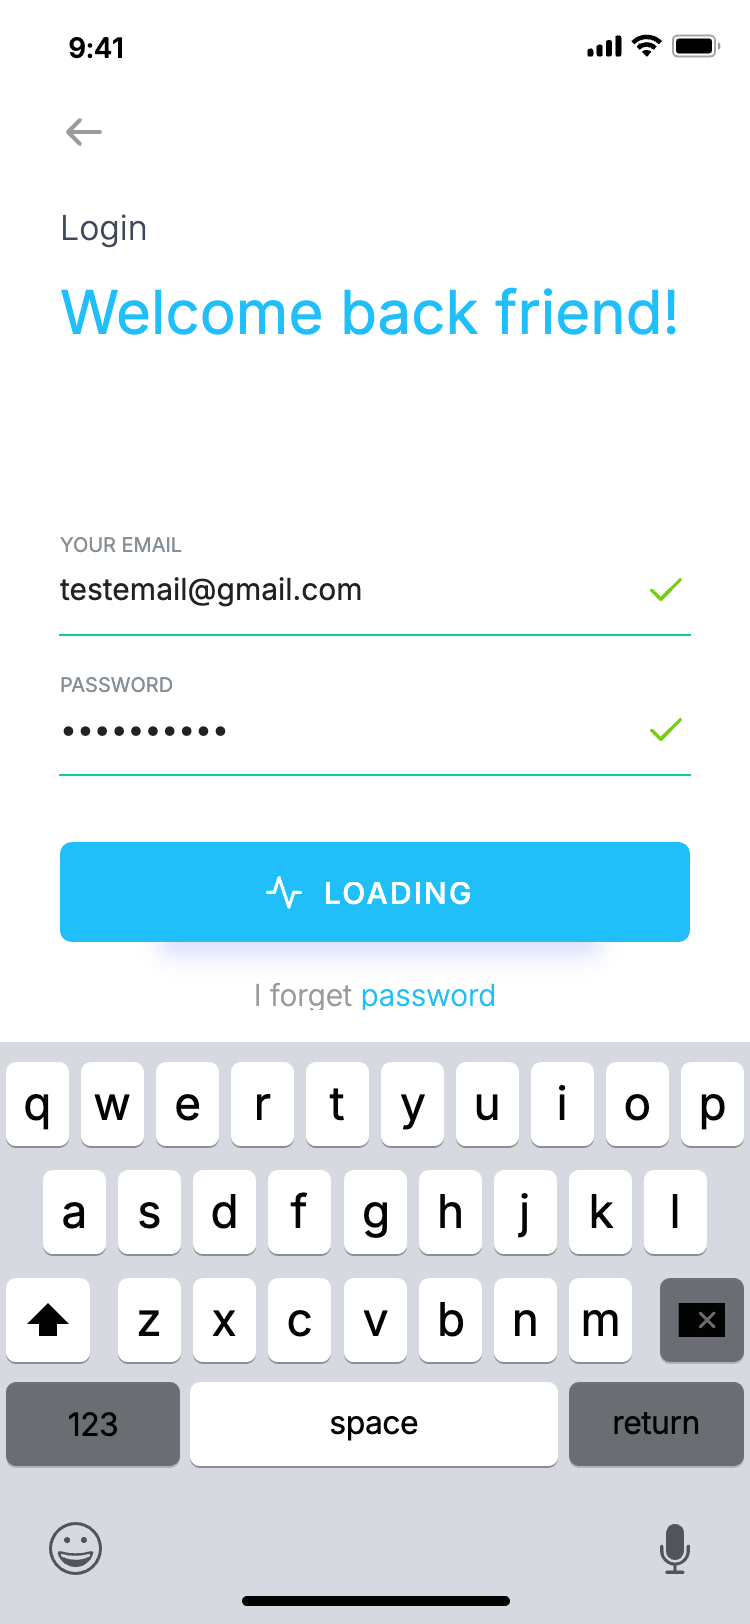 9:41
Login
Welcome back friend!
YOUR EMAIL
testemail@gmail.com
PASSWORD
••••••••••
LOADING
I forget password
q w e r t y u i o p
a s d f g h j k l
z x c v b n m
123 space return